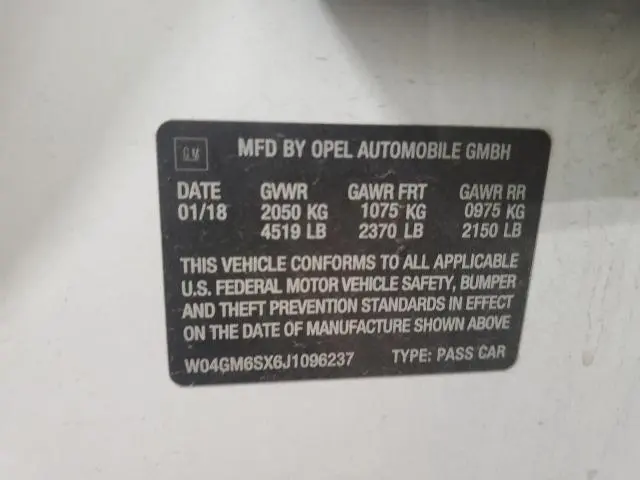 GM MFD BY OPEL AUTOMOBILE GMBH
DATE GVWR GAWR FRT GAWR RR
01/18 2050 KG 1075 KG 0975 KG
4519 LB 2370 LB 2150 LB
THIS VEHICLE CONFORMS TO ALL APPLICABLE
U.S. FEDERAL MOTOR VEHICLE SAFETY, BUMPER
AND THEFT PREVENTION STANDARDS IN EFFECT
ON THE DATE OF MANUFACTURE SHOWN ABOVE
W04GM6SX6J1096237 TYPE: PASS CAR